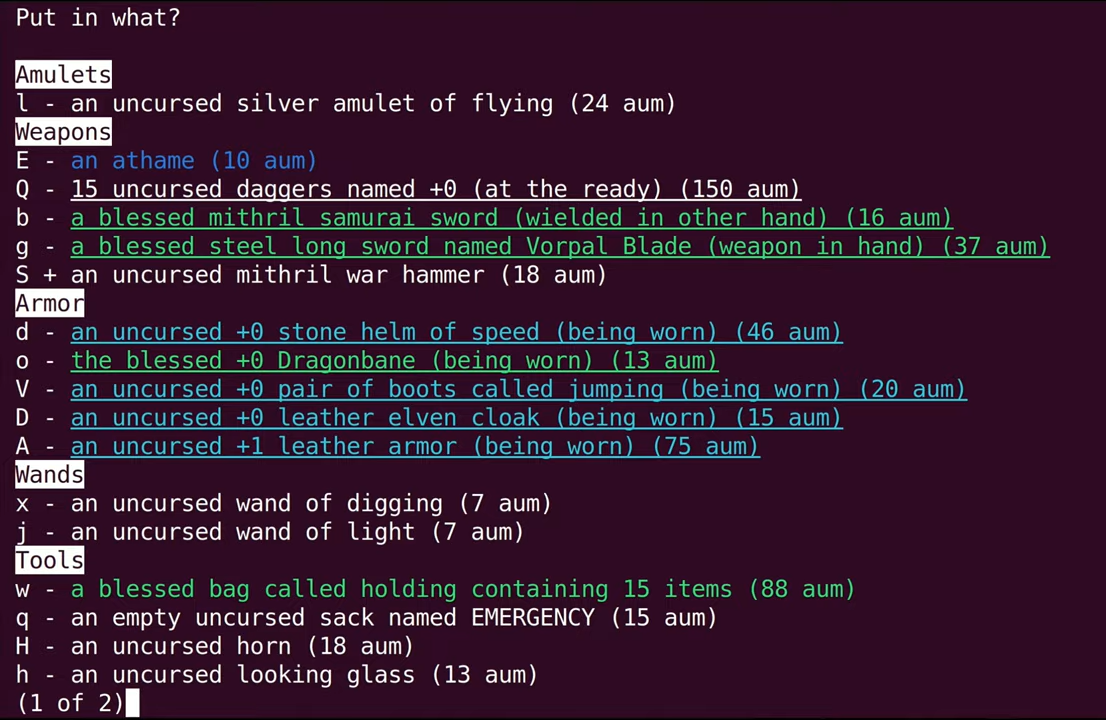 Put in what?
Amulets
l - an uncursed silver amulet of flying (24 aum)
Weapons
E - an athame (10 aum)
Q - 15 uncursed daggers named +0 (at the ready) (150 aum)
b - a blessed mithril samurai sword (wielded in other hand) (16 aum)
g - a blessed steel long sword named Vorpal Blade (weapon in hand) (37 aum)
S + an uncursed mithril war hammer (18 aum)
Armor
d - an uncursed +0 stone helm of speed (being worn) (46 aum)
o - the blessed +0 Dragonbane (being worn) (13 aum)
V - an uncursed +0 pair of boots called jumping (being worn) (20 aum)
D - an uncursed +0 leather elven cloak (being worn) (15 aum)
A - an uncursed +1 leather armor (being worn) (75 aum)
Wands
x - an uncursed wand of digging (7 aum)
j - an uncursed wand of light (7 aum)
Tools
w - a blessed bag called holding containing 15 items (88 aum)
q - an empty uncursed sack named EMERGENCY (15 aum)
H - an uncursed horn (18 aum)
h - an uncursed looking glass (13 aum)
(1 of 2)